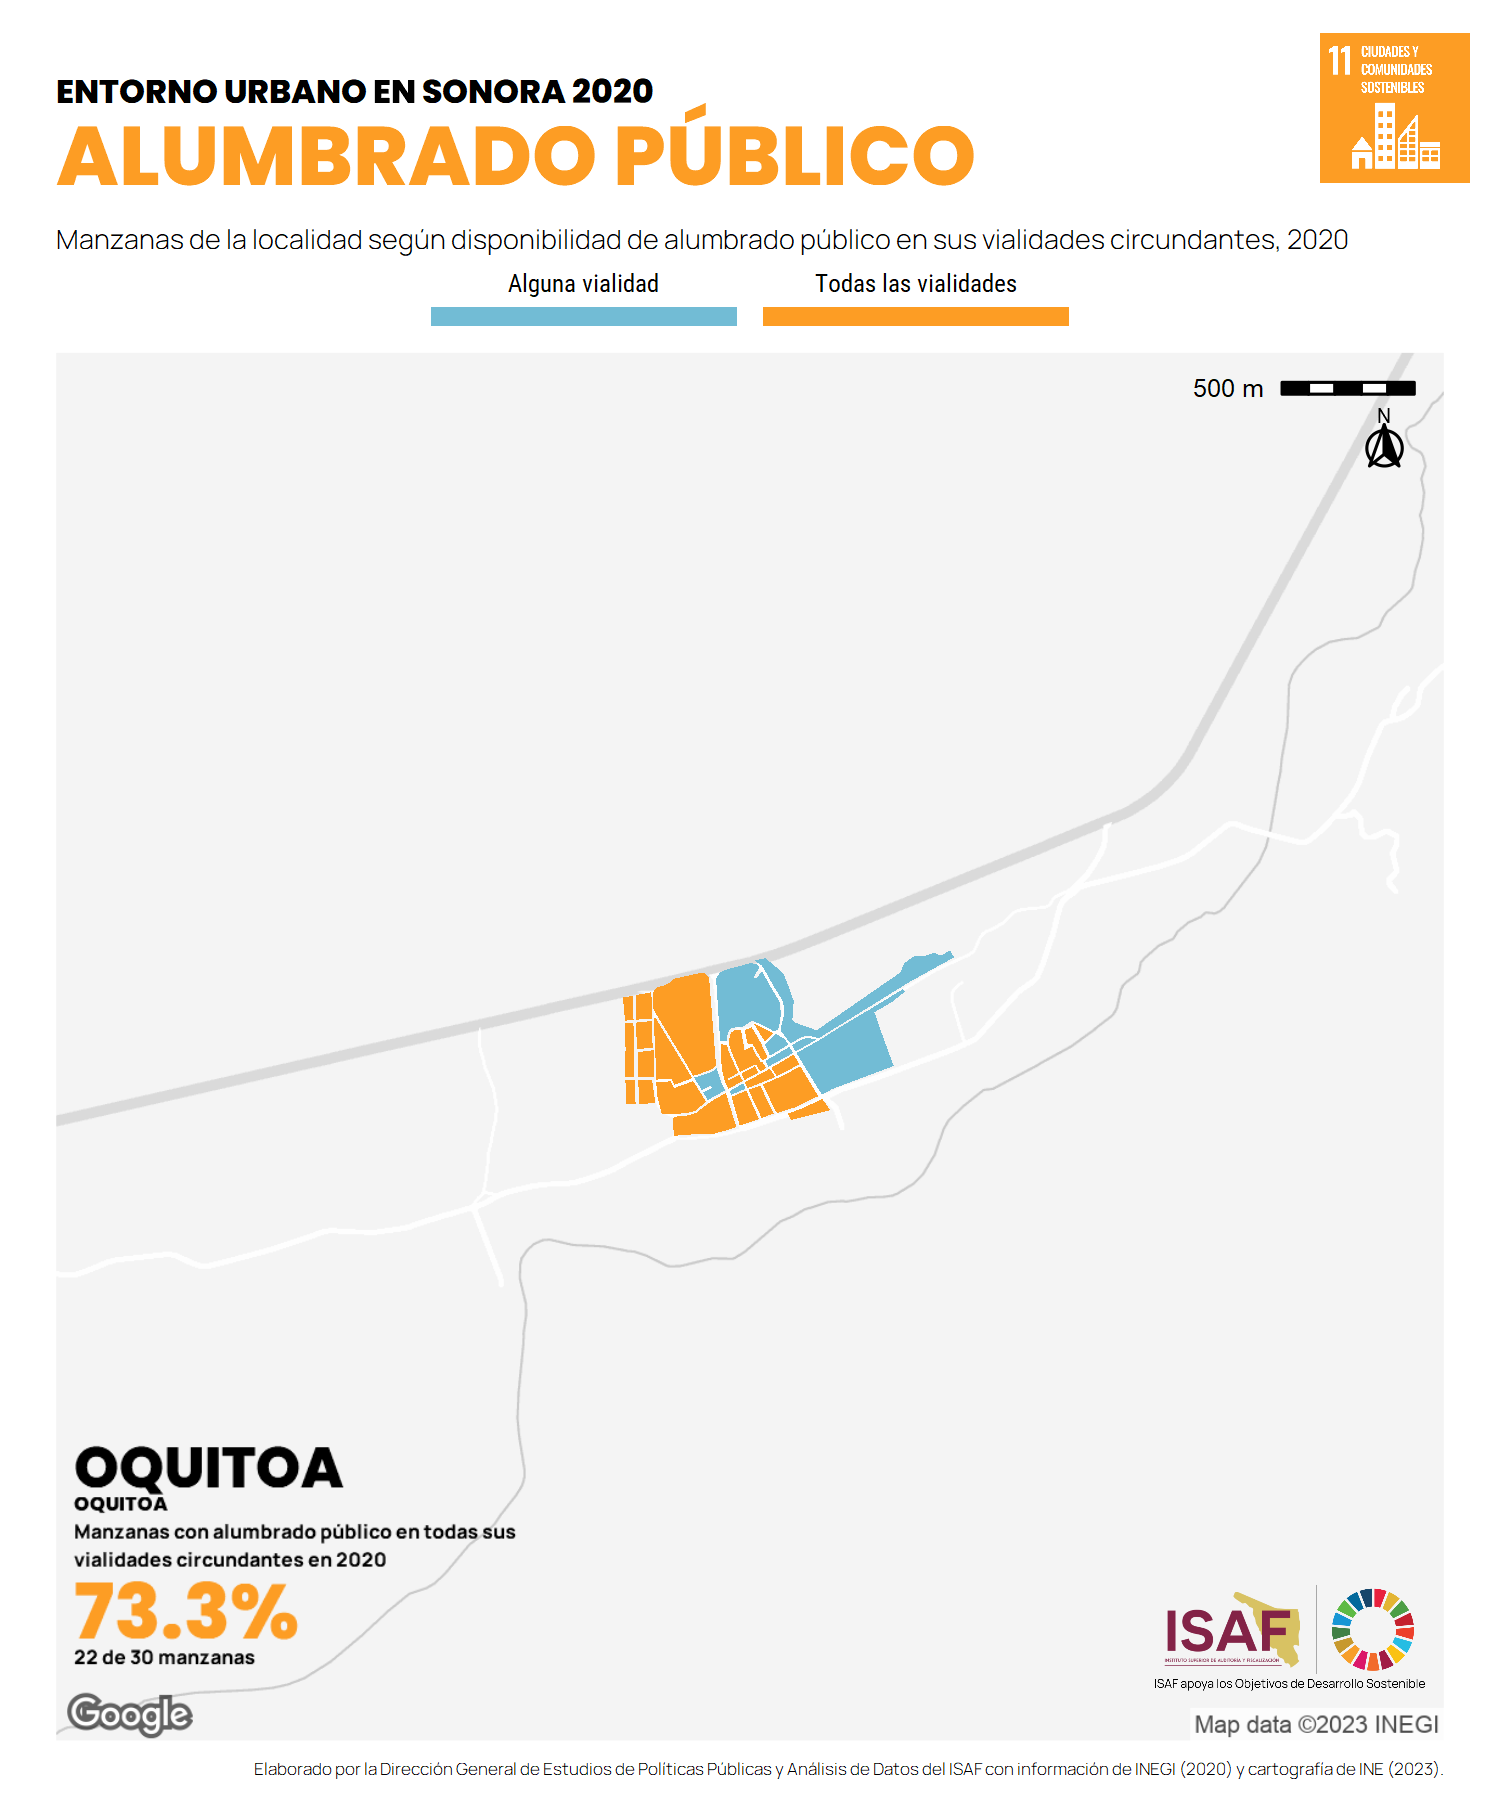 11 CIUDADES Y
COMUNIDADES
SOSTENIBLES
ENTORNO URBANO EN SONORA 2020
ALUMBRADO PÚBLICO
Manzanas de la localidad según disponibilidad de alumbrado público en sus vialidades circundantes, 2020
Alguna vialidad Todas las vialidades
500 m
N
OQUITOA
OQUITOA
Manzanas con alumbrado público en todas sus
vialidades circundantes en 2020
73.3%
22 de 30 manzanas
ISAF
INSTITUTO SUPERIOR DE AUDITORÍA Y FISCALIZACIÓN
ISAF apoya los Objetivos de Desarrollo Sostenible
Google
Map data ©2023 INEGI
Elaborado por la Dirección General de Estudios de Políticas Públicas y Análisis de Datos del ISAF con información de INEGI (2020) y cartografía de INE (2023).